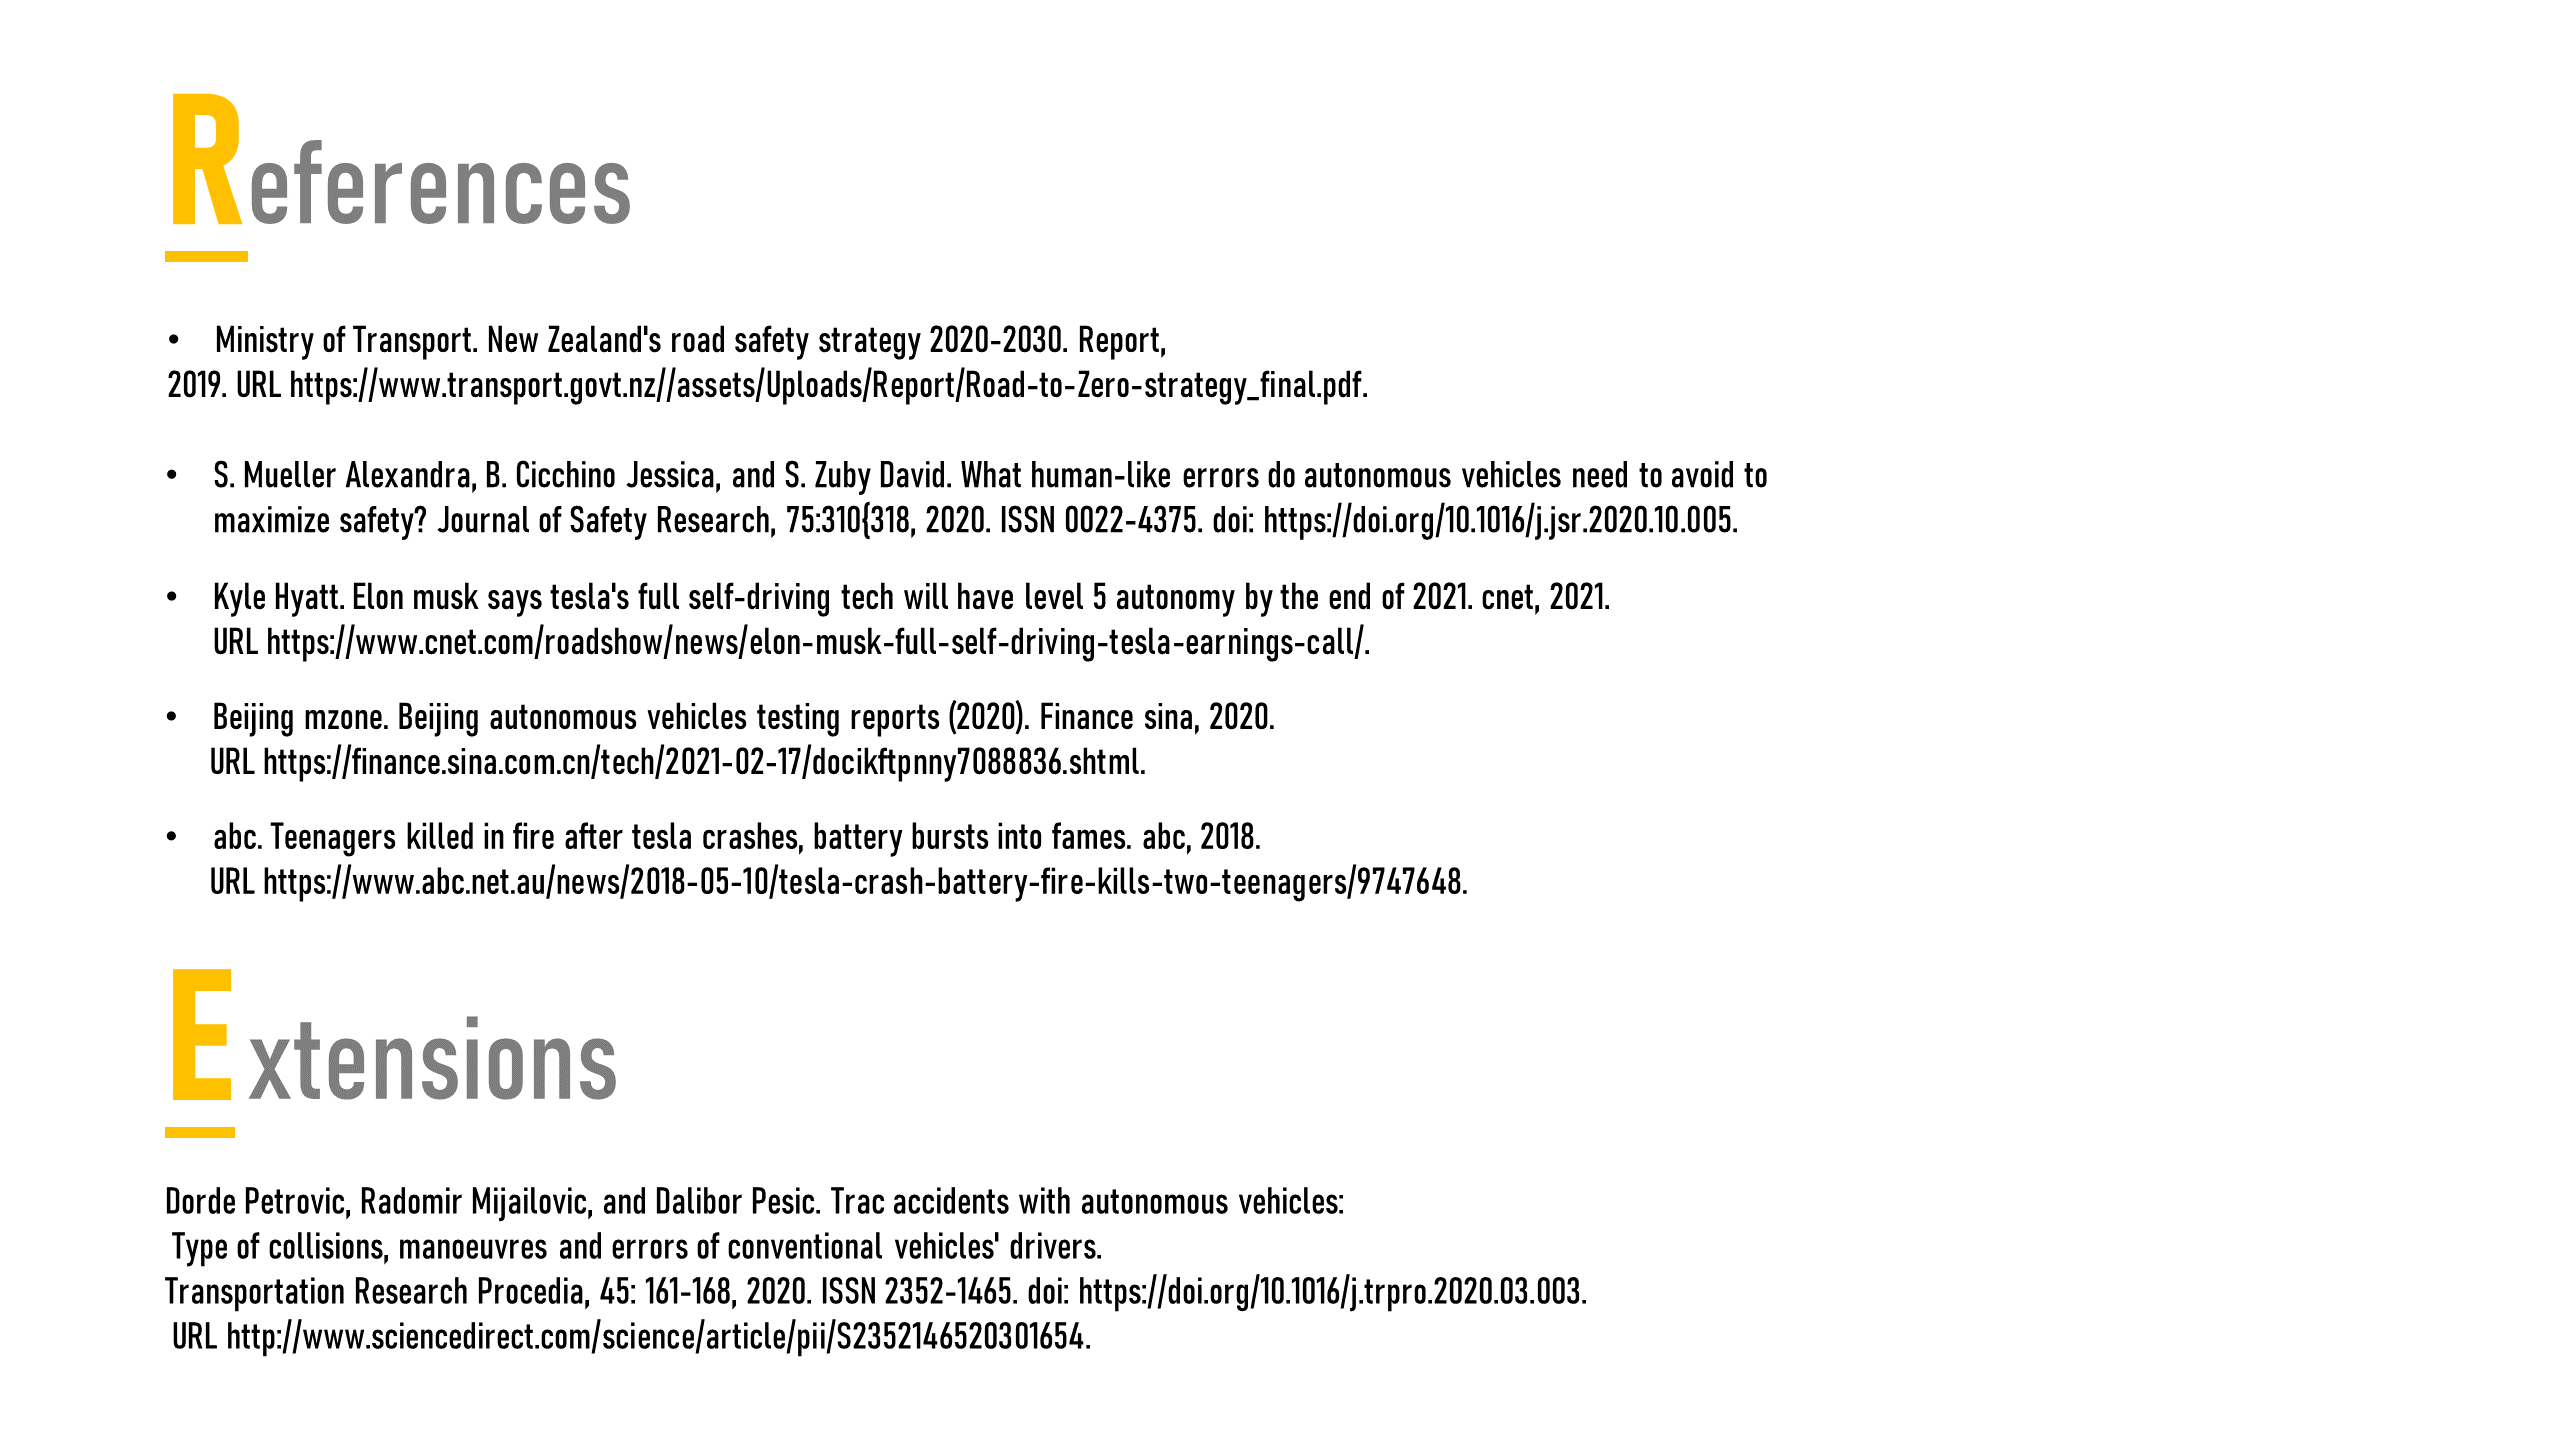 References
• Ministry of Transport. New Zealand's road safety strategy 2020-2030. Report,
2019. URL https://www.transport.govt.nz//assets/Uploads/Report/Road-to-Zero-strategy_final.pdf.
• S. Mueller Alexandra, B. Cicchino Jessica, and S. Zuby David. What human-like errors do autonomous vehicles need to avoid to
maximize safety? Journal of Safety Research, 75:310{318, 2020. ISSN 0022-4375. doi: https://doi.org/10.1016/j.jsr.2020.10.005.
• Kyle Hyatt. Elon musk says tesla's full self-driving tech will have level 5 autonomy by the end of 2021. cnet, 2021.
URL https://www.cnet.com/roadshow/news/elon-musk-full-self-driving-tesla-earnings-call/.
• Beijing mzone. Beijing autonomous vehicles testing reports (2020). Finance sina, 2020.
URL https://finance.sina.com.cn/tech/2021-02-17/docikftpnny7088836.shtml.
• abc. Teenagers killed in fire after tesla crashes, battery bursts into fames. abc, 2018.
URL https://www.abc.net.au/news/2018-05-10/tesla-crash-battery-fire-kills-two-teenagers/9747648.
Extensions
Dorde Petrovic, Radomir Mijailovic, and Dalibor Pesic. Trac accidents with autonomous vehicles:
Type of collisions, manoeuvres and errors of conventional vehicles' drivers.
Transportation Research Procedia, 45: 161-168, 2020. ISSN 2352-1465. doi: https://doi.org/10.1016/j.trpro.2020.03.003.
URL http://www.sciencedirect.com/science/article/pii/S2352146520301654.